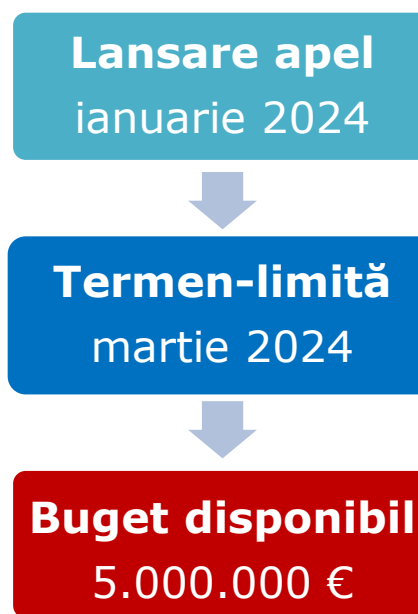 Lansare apel
ianuarie 2024
Termen-limită
martie 2024
Buget disponibil
5.000.000 €